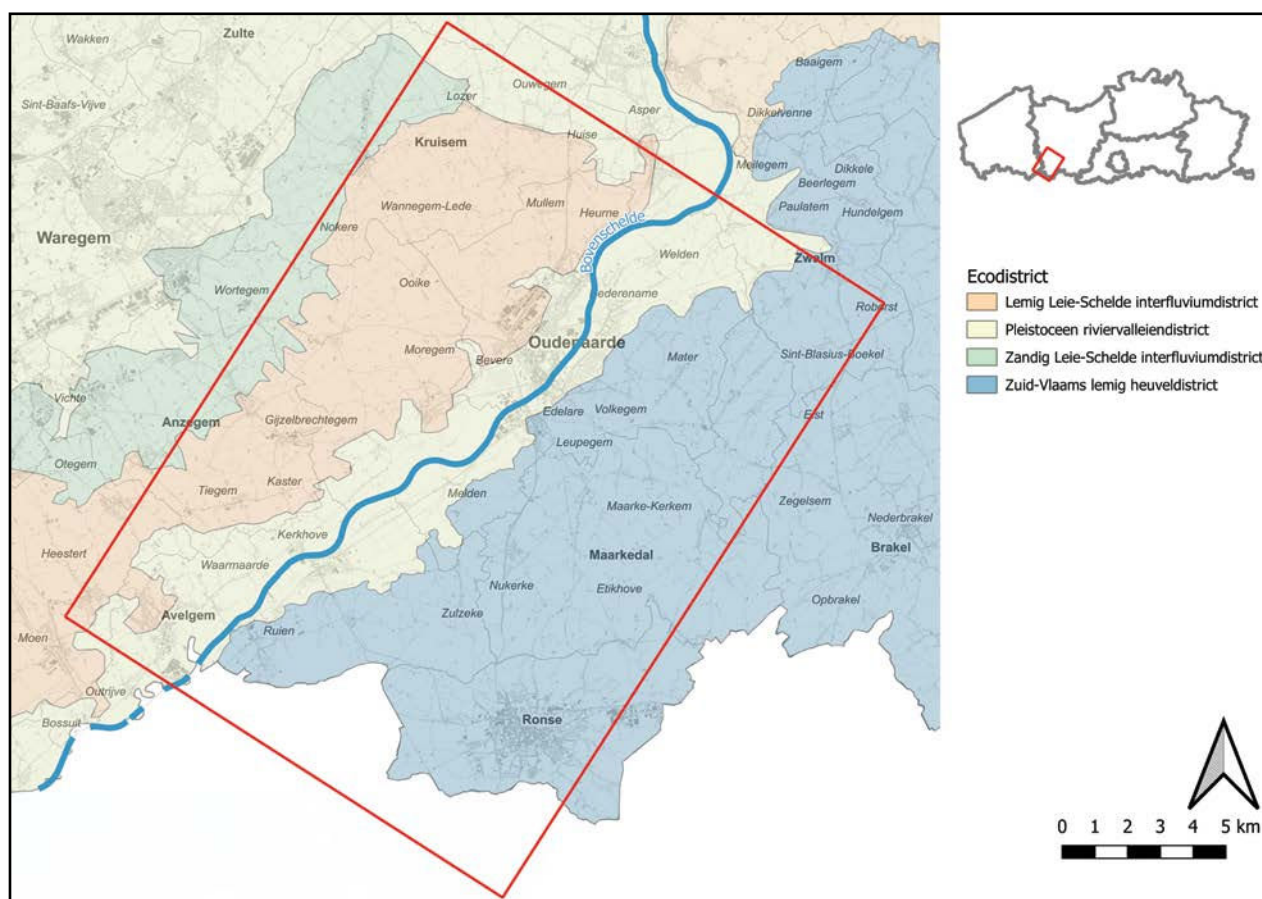 Wakken
Zulte
Baaigem
Ouwegem
Lozer
Sint-Baafs-Vijve
Asper
Dikkelvenne
Huise
Kruisem
Meilegem
Dikkele
Beerlegem
Wannegem-Lede
Mullem
Heurne
Paulatem
Hundelgem
Nokere
Waregem
Bovenschelde
Welden
Zwalm
Ooike
Wortegem
Roborst
Oudenaarde
Moregem
Bevere
Mater
Sint-Blasius-Boekel
Vichte
Anzegem
Gijzelbrechtegem
Edelare
Volkegem
Elst
Leupegem
Otegem
Kaster
Tiegem
Melden
Maarke-Kerkem
Zegelsem
Nederbrakel
Kerkhove
Brakel
Heestert
Maarkedal
Waarmaarde
Nukerke
Etikhove
Opbrakel
Avelgem
Zulzeke
Ruien
Moen
Outrijve
Ronse
Bossuit
Ecodistrict
Lemig Leie-Schelde interfluviumdistrict
Pleistoceen riviervalleiendistrict
Zandig Leie-Schelde interfluviumdistrict
Zuid-Vlaams lemig heuveldistrict
0 1 2 3 4 5 km